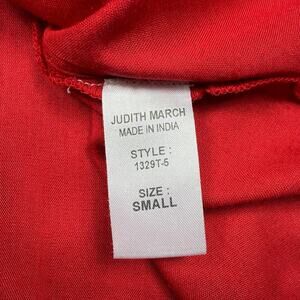 JUDITH MARCH
MADE IN INDIA
STYLE :
1329T-5
SIZE :
SMALL